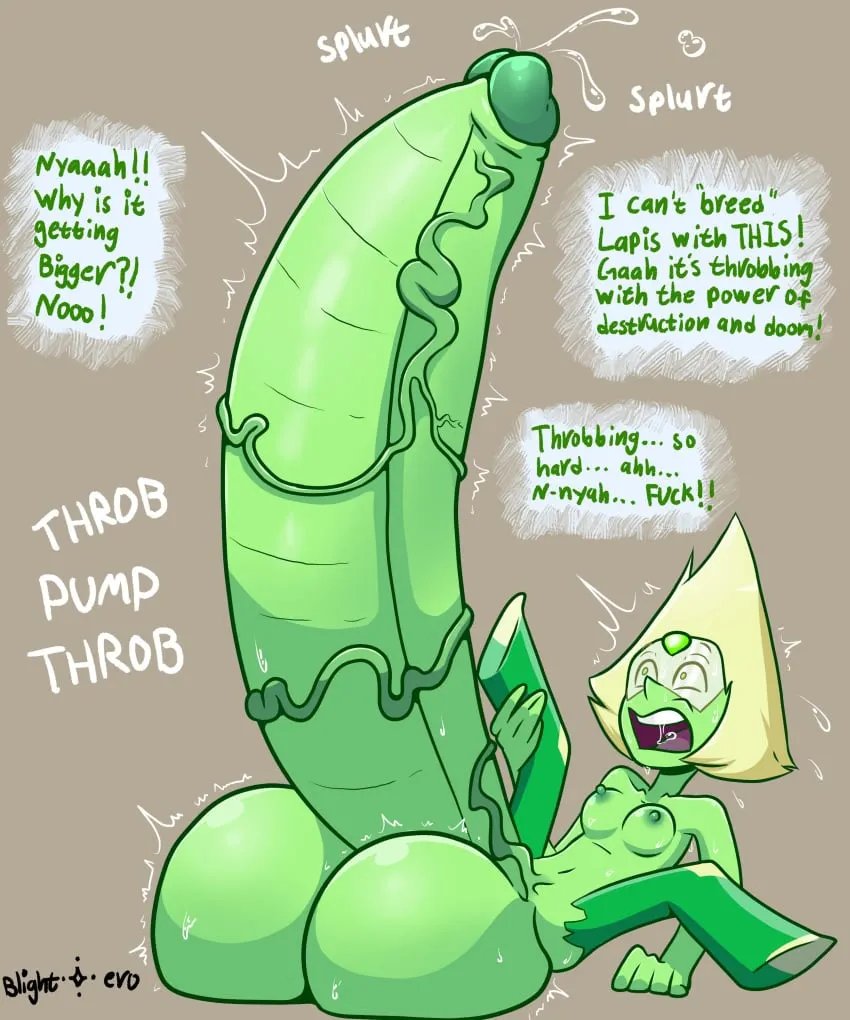 splurt
splurt
Nyaaah!!
Why is it
getting
Bigger?!
Nooo!
I can't "breed"
Lapis with THIS!
Gaah it's throbbing
with the power of
destruction and doom!
Throbbing... so
hard... ahh...
N-nyah... FUCK!!
THROB
PUMP
THROB
Blight evo